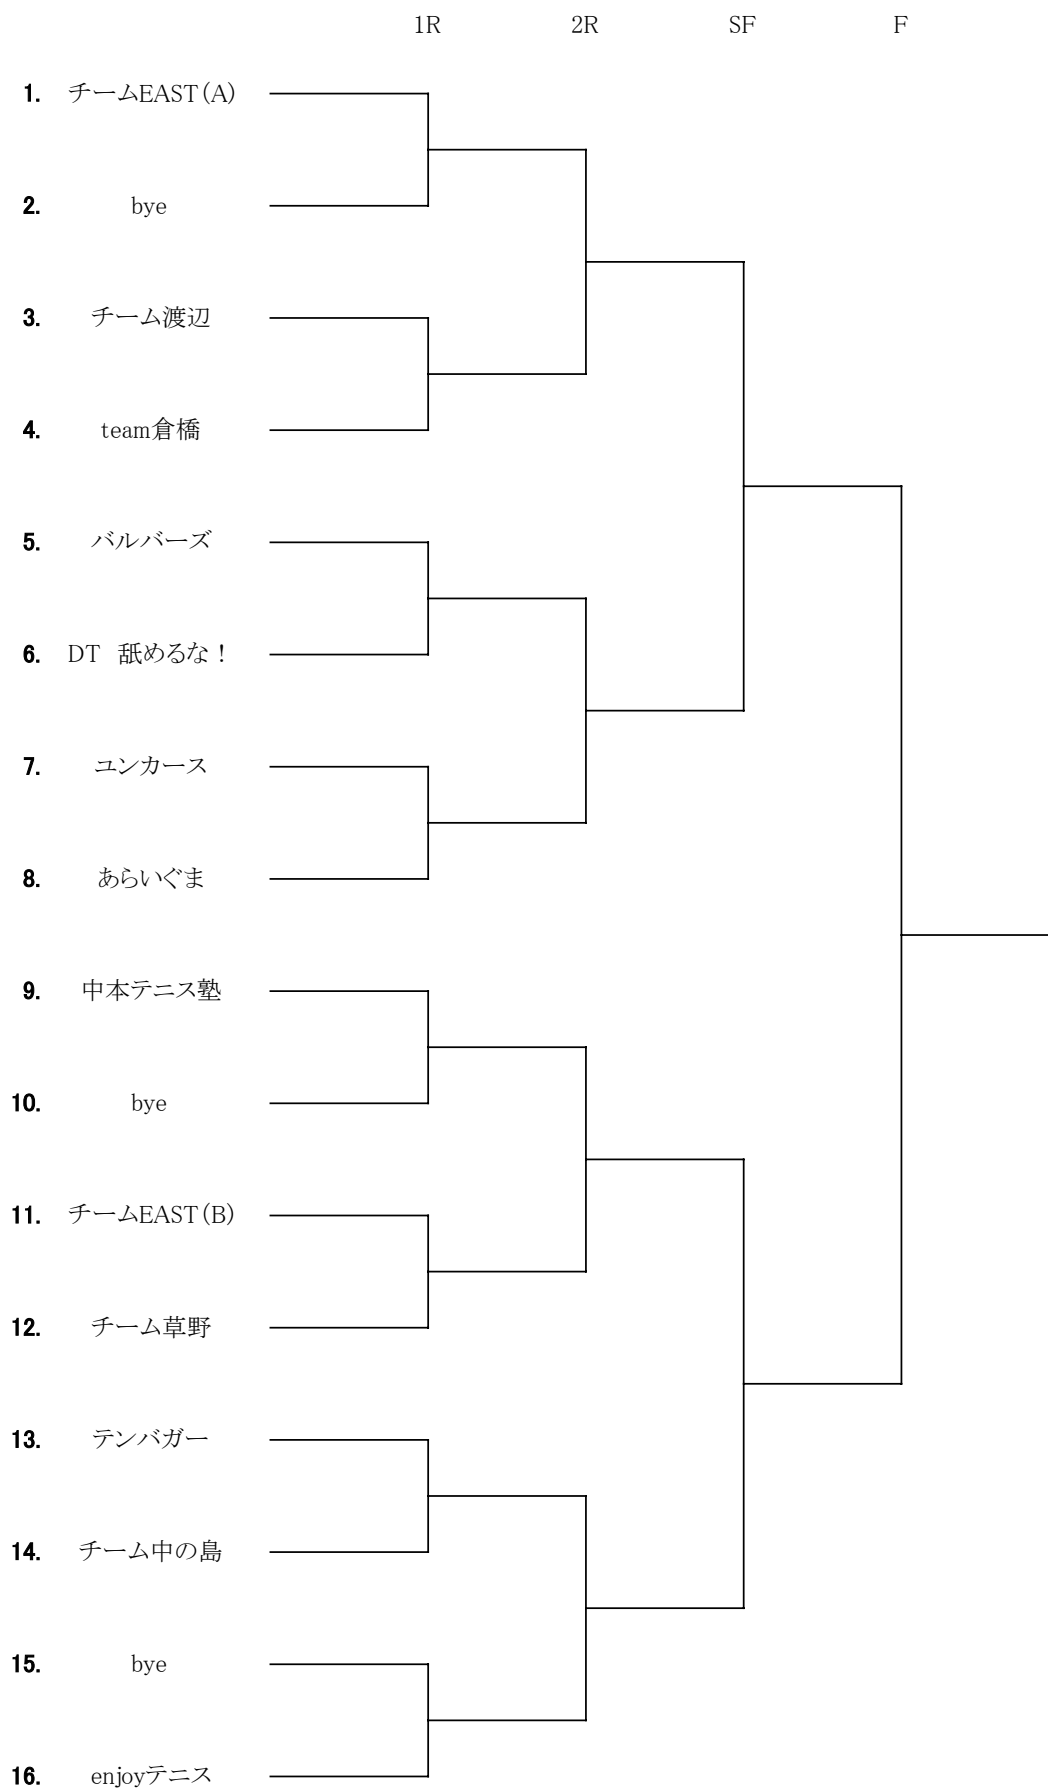 1R 2R SF F
1. チームEAST(A)
2. bye
3. チーム渡辺
4. team倉橋
5. バルバーズ
6. DT　舐めるな！
7. ユンカース
8. あらいぐま
9. 中本テニス塾
10. bye
11. チームEAST(B)
12. チーム草野
13. テンバガー
14. チーム中の島
15. bye
16. enjoyテニス